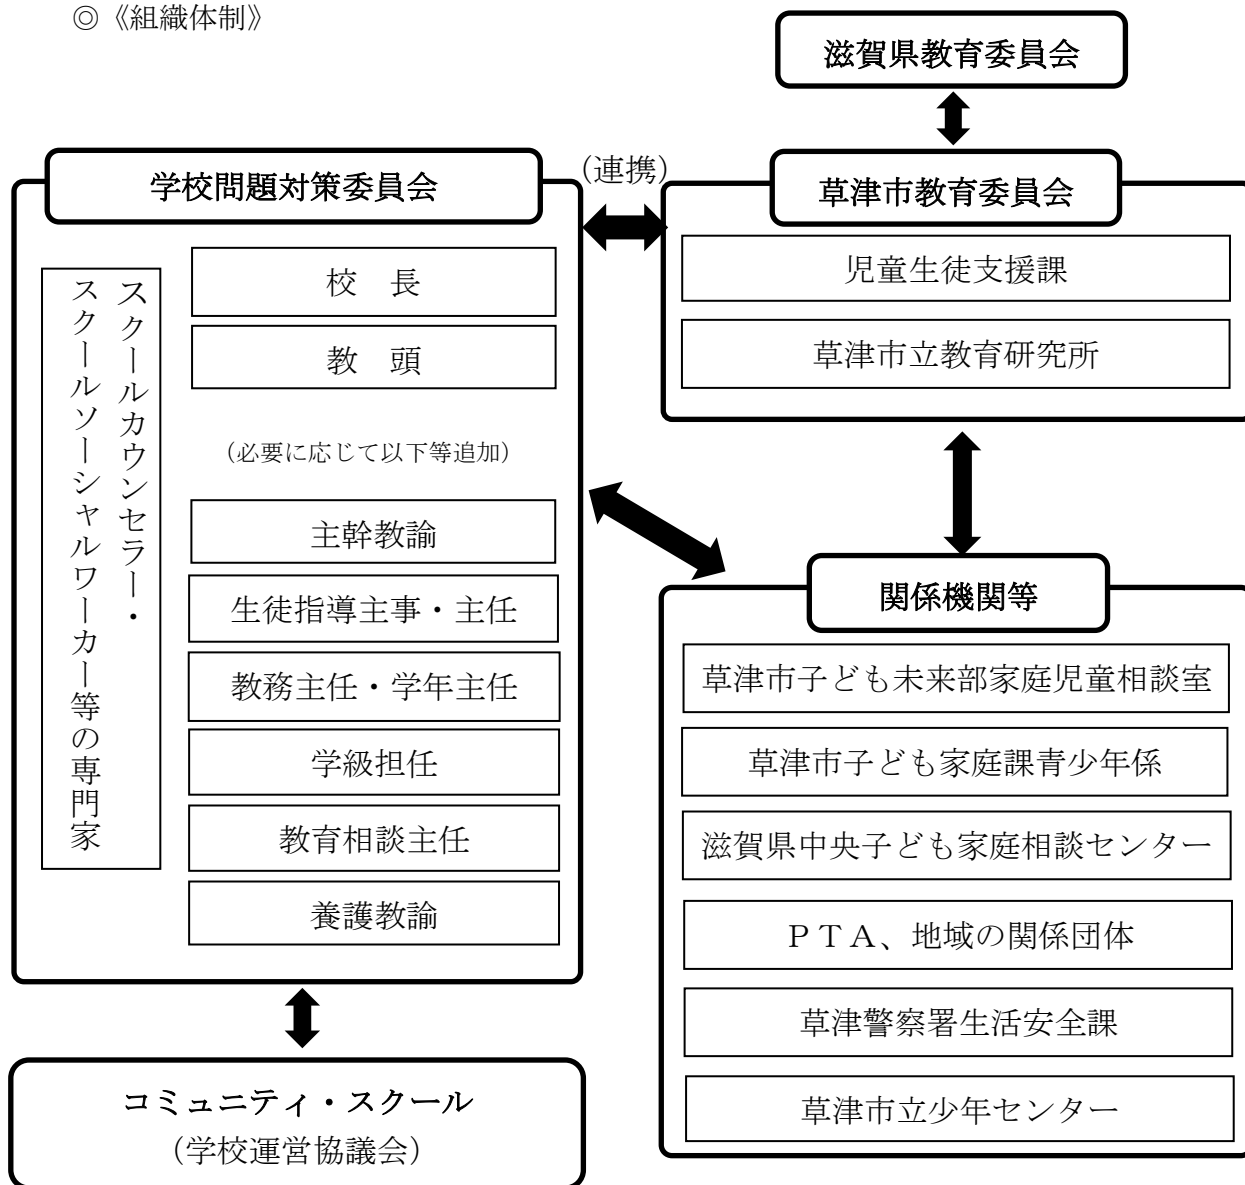 ◎《組織体制》
滋賀県教育委員会
学校問題対策委員会
(連携)
草津市教育委員会
スクールカウンセラー・
スクールソーシャルワーカー等の専門家
校　長
教　頭
（必要に応じて以下等追加）
主幹教諭
生徒指導主事・主任
教務主任・学年主任
学級担任
教育相談主任
養護教諭
児童生徒支援課
草津市立教育研究所
関係機関等
草津市子ども未来部家庭児童相談室
草津市子ども家庭課青少年係
滋賀県中央子ども家庭相談センター
ＰＴＡ、地域の関係団体
草津警察署生活安全課
草津市立少年センター
コミュニティ・スクール
（学校運営協議会）